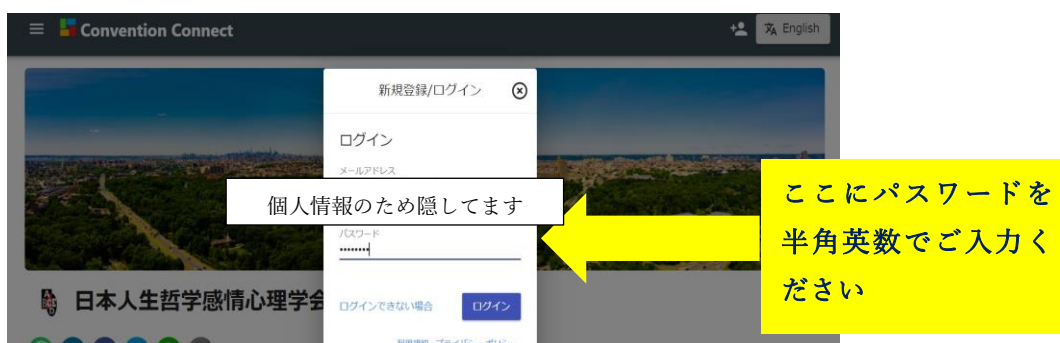 Convention Connect
English
新規登録/ログイン
ログイン
メールアドレス
個人情報のため隠してます
パスワード
ログインできない場合
ログイン
日本人生哲学感情心理学会
ここにパスワードを
半角英数でご入力く
ださい